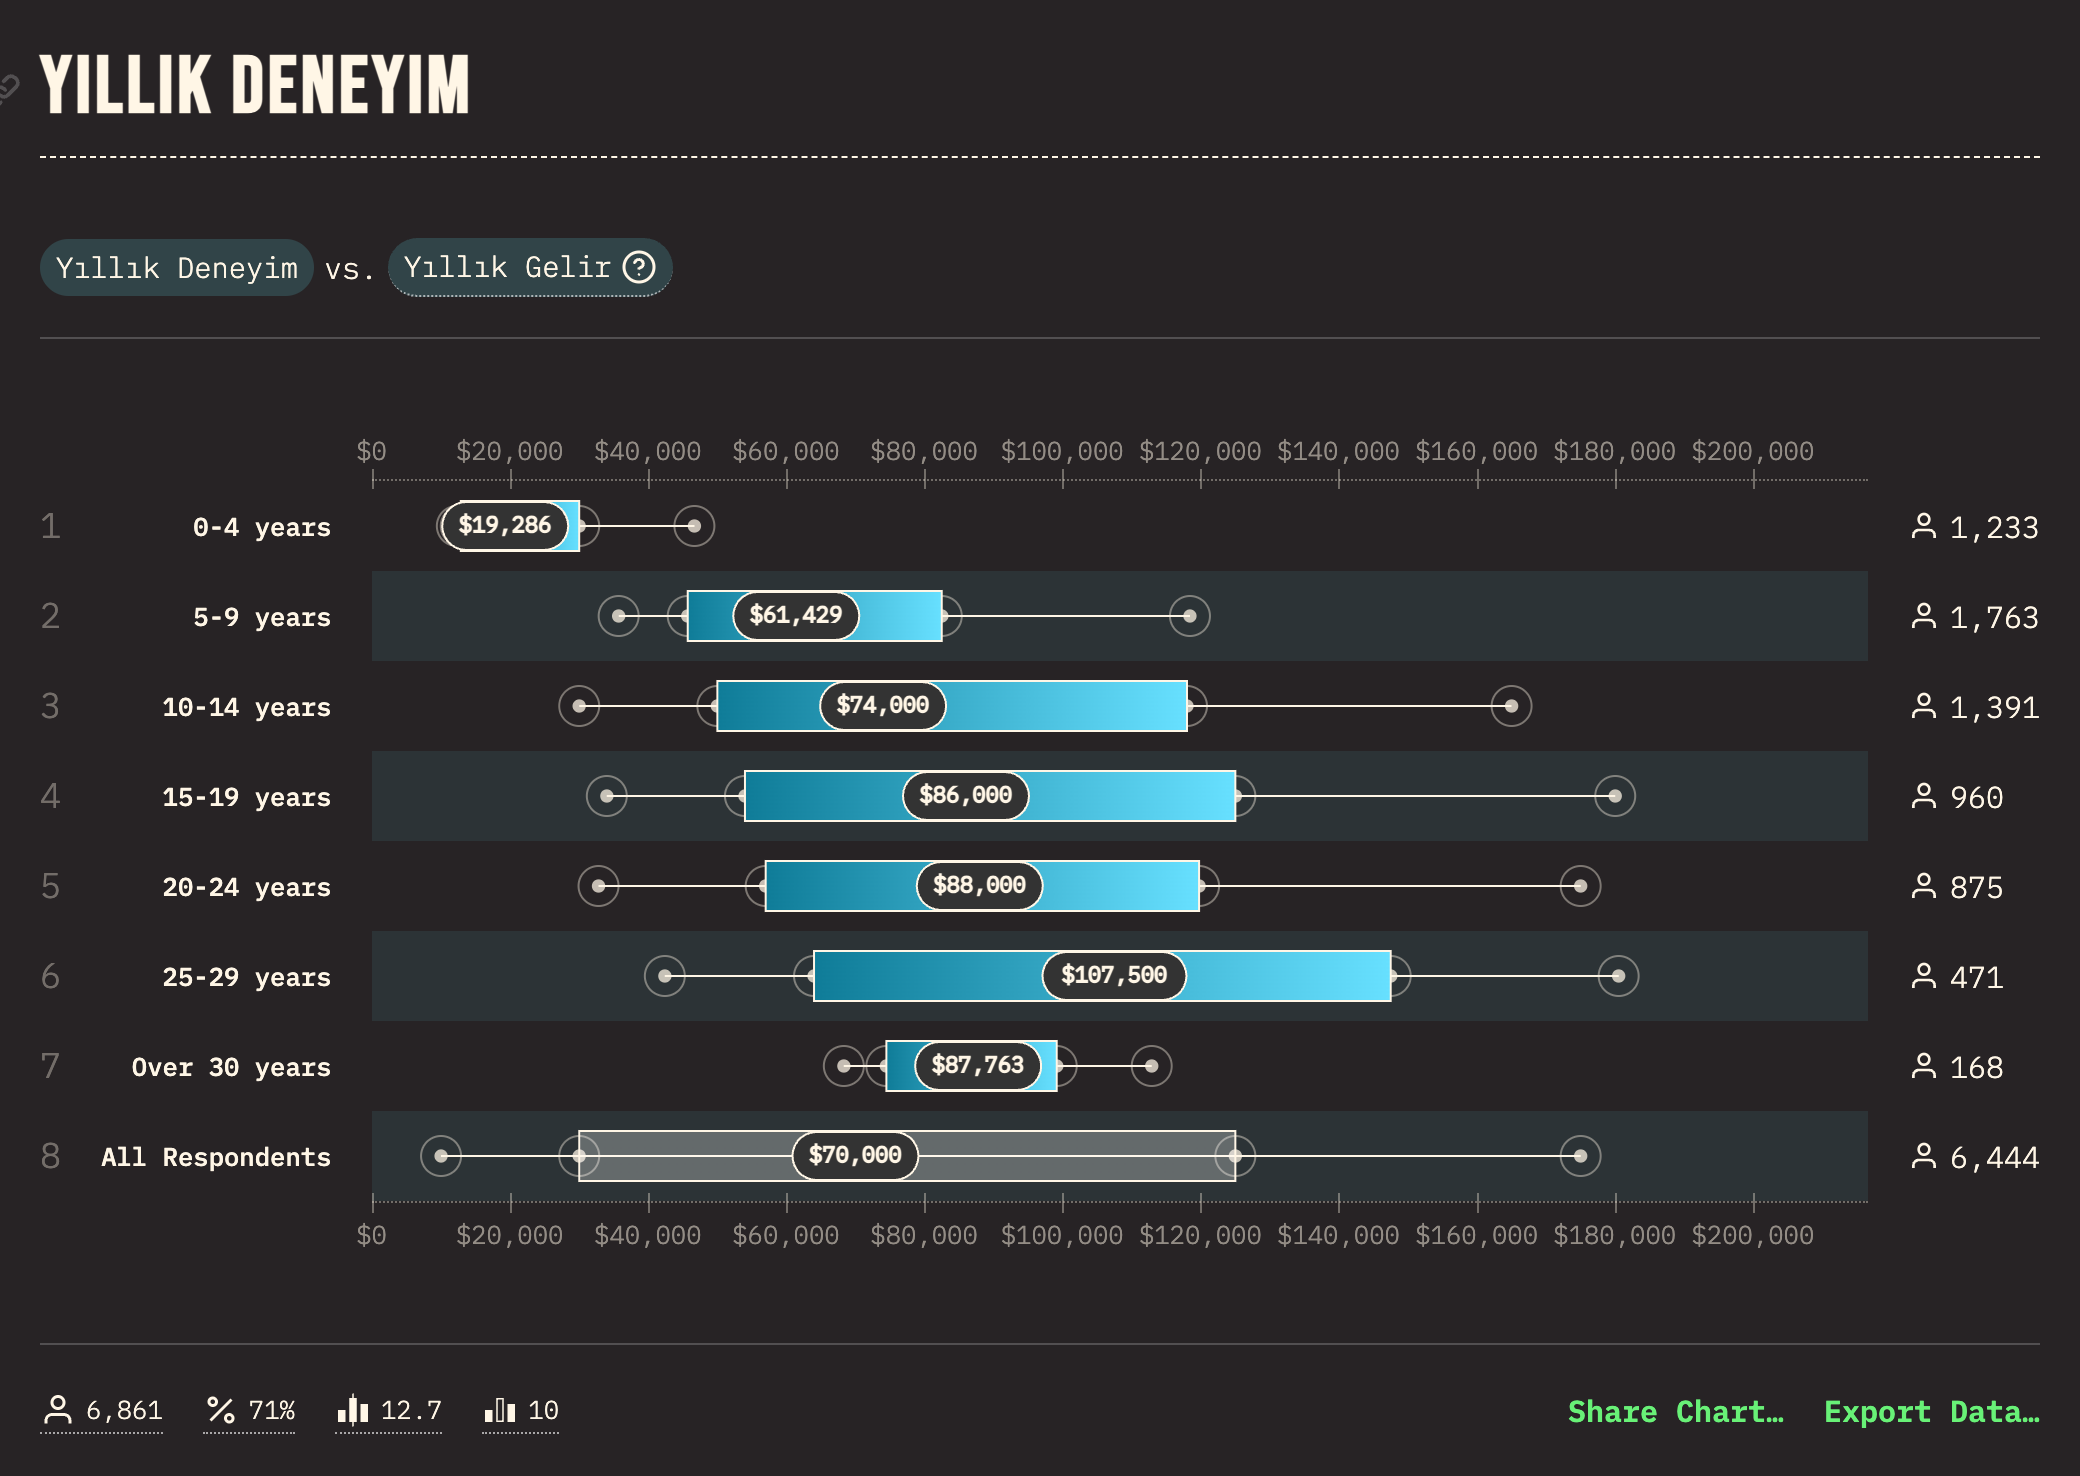 YILLIK DENEYIM
Yıllık Deneyim vs. Yıllık Gelir ?
$0 $20,000 $40,000 $60,000 $80,000 $100,000 $120,000 $140,000 $160,000 $180,000 $200,000
1 0-4 years $19,286 1,233
2 5-9 years $61,429 1,763
3 10-14 years $74,000 1,391
4 15-19 years $86,000 960
5 20-24 years $88,000 875
6 25-29 years $107,500 471
7 Over 30 years $87,763 168
8 All Respondents $70,000 6,444
$0 $20,000 $40,000 $60,000 $80,000 $100,000 $120,000 $140,000 $160,000 $180,000 $200,000
6,861 % 71% 12.7 10 Share Chart… Export Data…